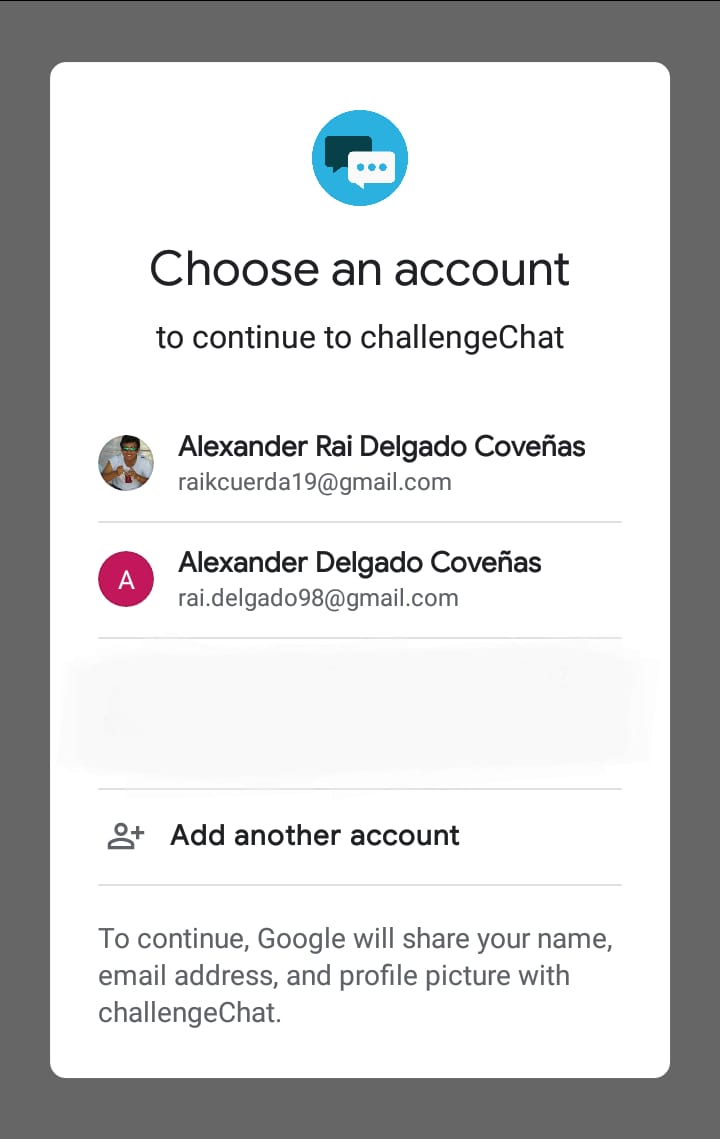 Choose an account
to continue to challengeChat
Alexander Rai Delgado Coveñas
raikcuerda19@gmail.com
A
Alexander Delgado Coveñas
rai.delgado98@gmail.com
Add another account
To continue, Google will share your name,
email address, and profile picture with
challengeChat.